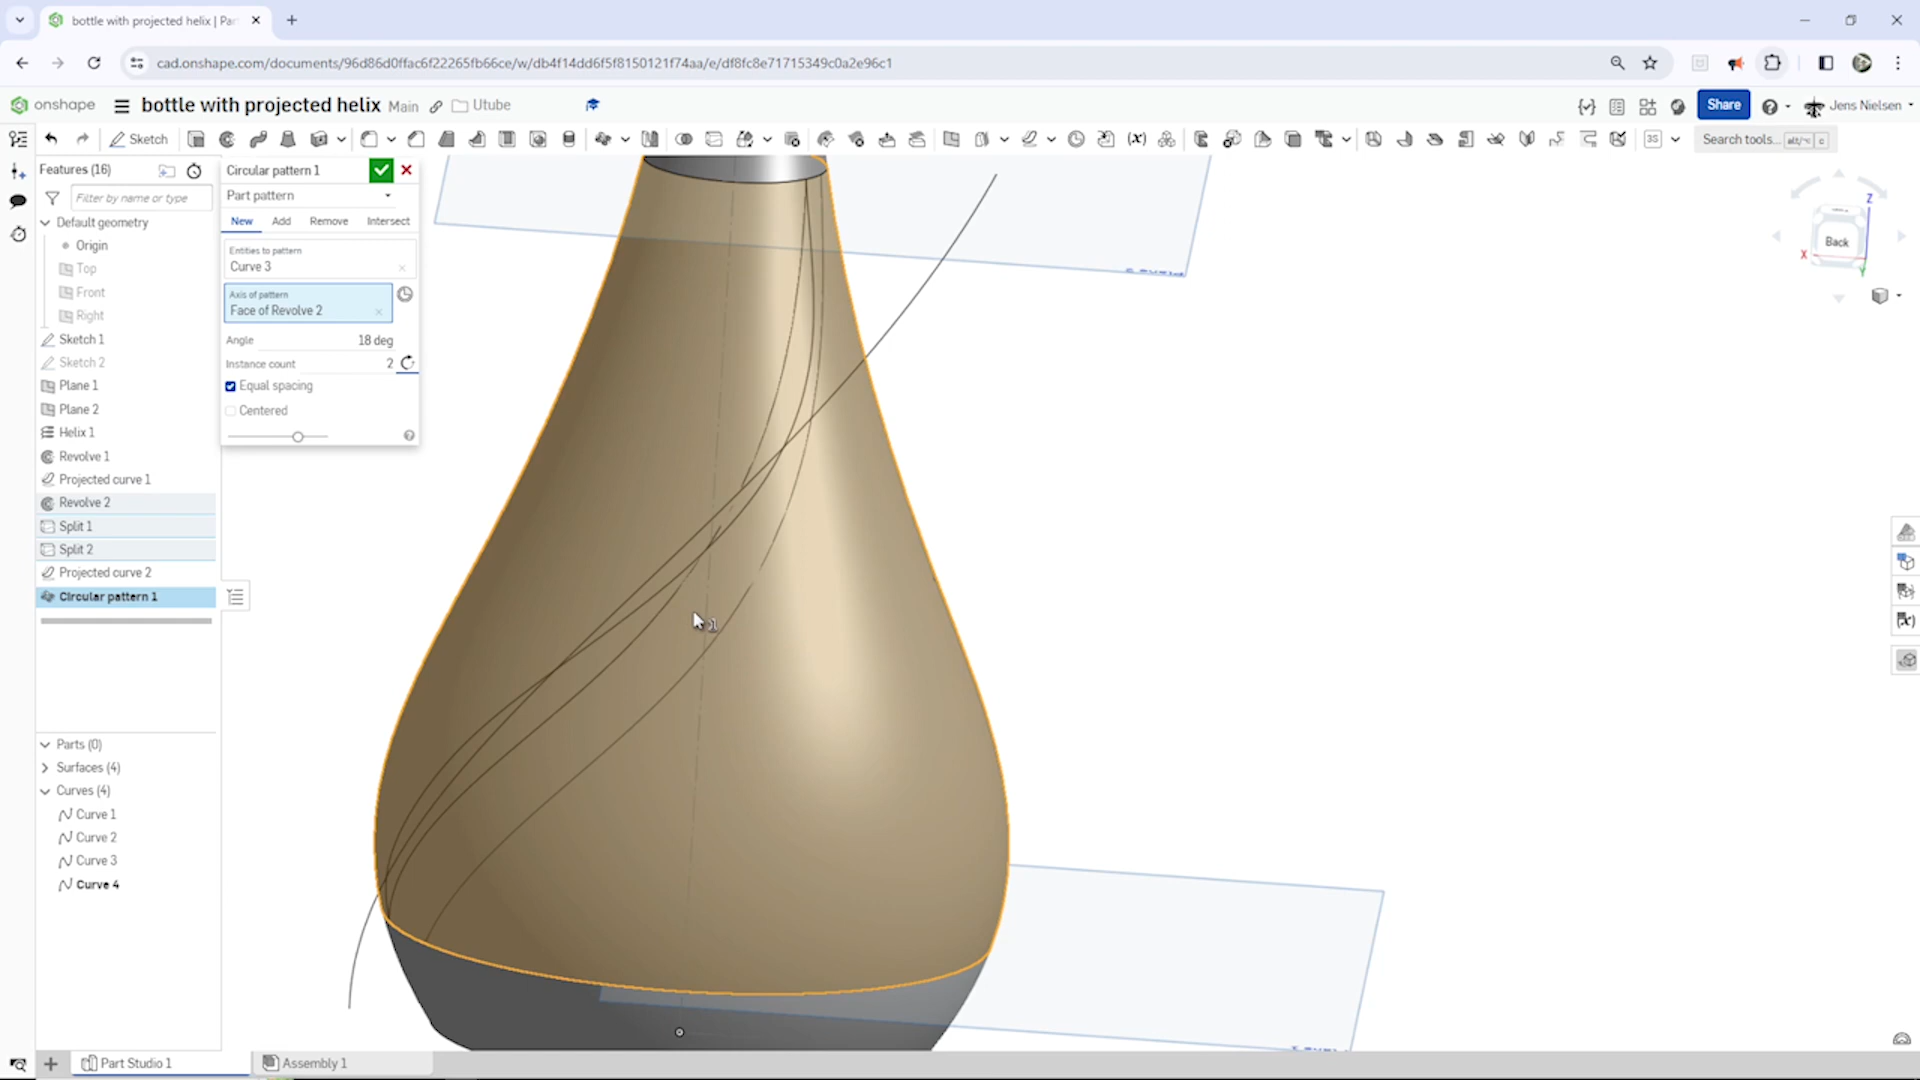 bottle with projected helix | Par
cad.onshape.com/documents/96d86d0ffac6f22265fb66ce/w/db4f14dd6f5f8150121f74aa/e/df8fc8e71715349c0a2e96c1
onshape
bottle with projected helix Main Utube
Share
Jens Nielsen
Sketch
3S
Search tools... alt/⌥ c
Features (16)
Filter by name or type
Default geometry
Origin
Top
Front
Right
Sketch 1
Sketch 2
Plane 1
Plane 2
Helix 1
Revolve 1
Projected curve 1
Revolve 2
Split 1
Split 2
Projected curve 2
Circular pattern 1
Parts (0)
Surfaces (4)
Curves (4)
Curve 1
Curve 2
Curve 3
Curve 4
Circular pattern 1
Part pattern
New Add Remove Intersect
Entities to pattern
Curve 3
Axis of pattern
Face of Revolve 2
Angle 18 deg
Instance count 2
Equal spacing
Centered
1
Z
Back
X
Y
Part Studio 1
Assembly 1